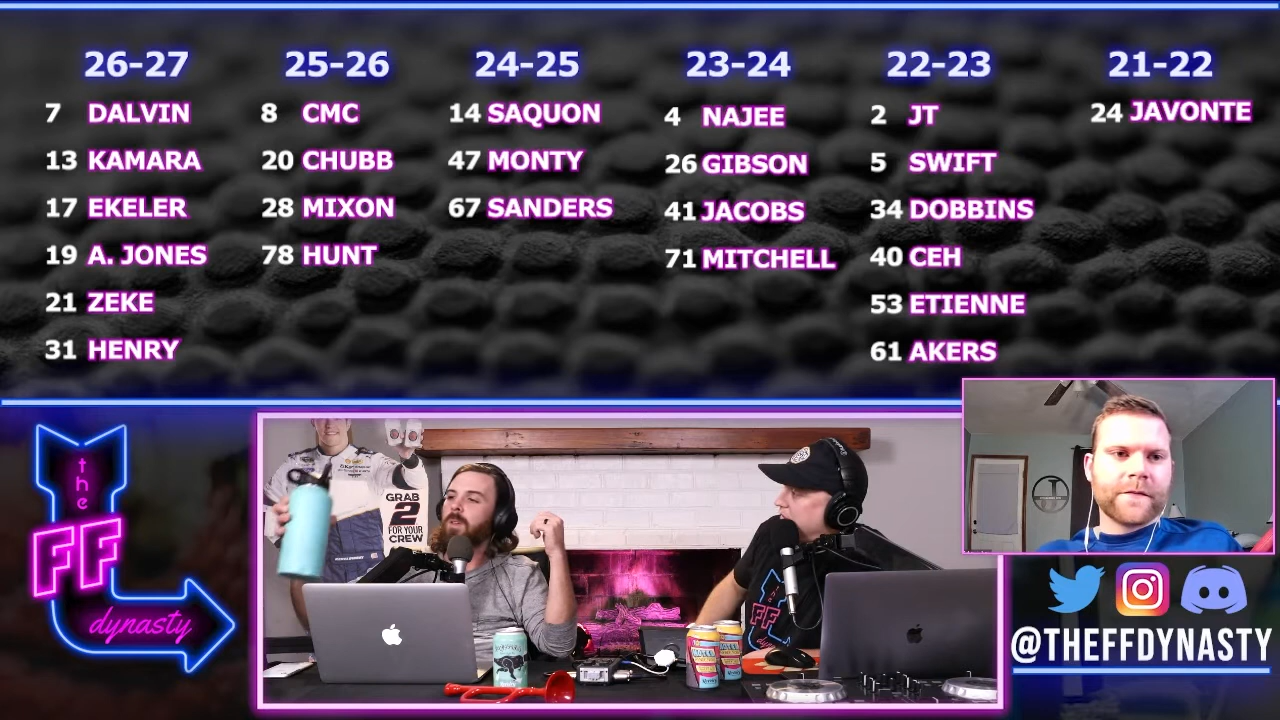 26-27 25-26 24-25 23-24 22-23 21-22
7 DALVIN 8 CMC 14 SAQUON 4 NAJEE 2 JT 24 JAVONTE
13 KAMARA 20 CHUBB 47 MONTY 26 GIBSON 5 SWIFT
17 EKELER 28 MIXON 67 SANDERS 41 JACOBS 34 DOBBINS
19 A. JONES 78 HUNT 71 MITCHELL 40 CEH
21 ZEKE 53 ETIENNE
31 HENRY 61 AKERS
the
FF
dynasty
GRAB
2
FOR YOUR
CREW
the
FF
@THEFFDYNASTY